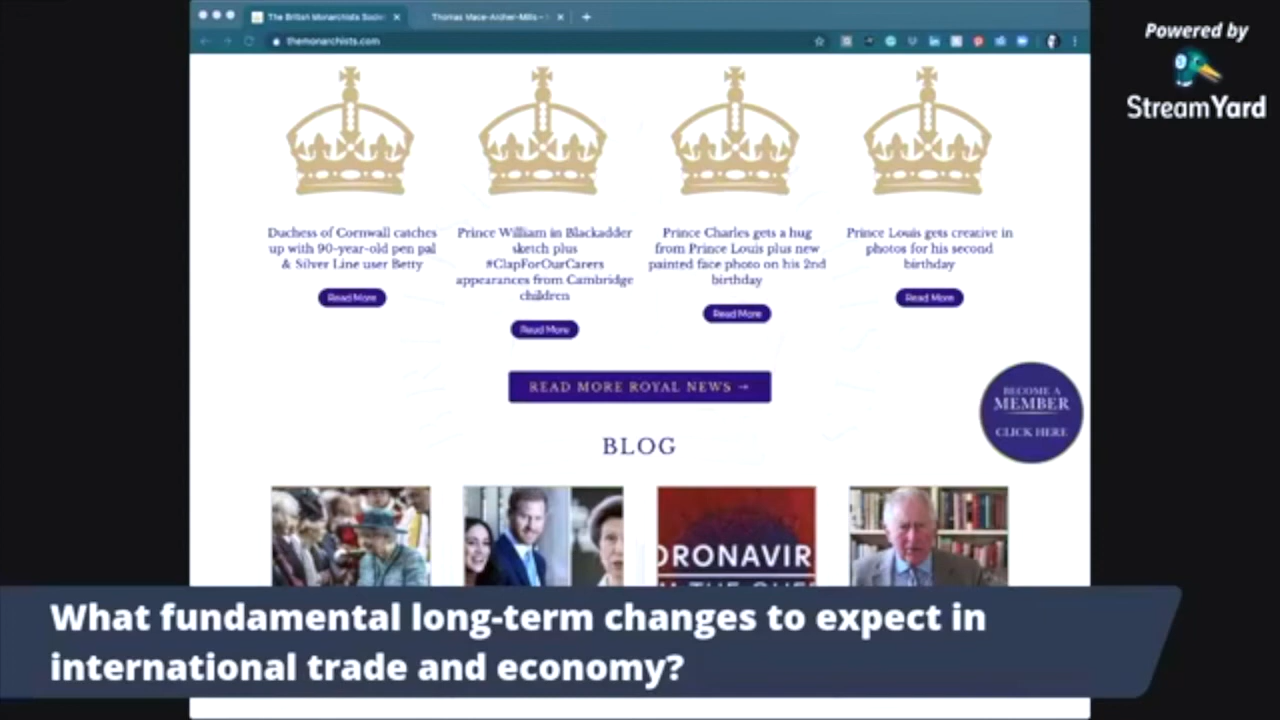 The British Monarchists Socie
Thomas Mace-Archer-Mills –
themonarchists.com
Powered by
StreamYard
Duchess of Cornwall catches
up with 90-year-old pen pal
& Silver Line user Betty
Read More
Prince William in Blackadder
sketch plus
#ClapForOurCarers
appearances from Cambridge
children
Read More
Prince Charles gets a hug
from Prince Louis plus new
painted face photo on his 2nd
birthday
Read More
Prince Louis gets creative in
photos for his second
birthday
Read More
READ MORE ROYAL NEWS →
BECOME A
MEMBER
CLICK HERE
BLOG
ORONAVIR
What fundamental long-term changes to expect in
international trade and economy?